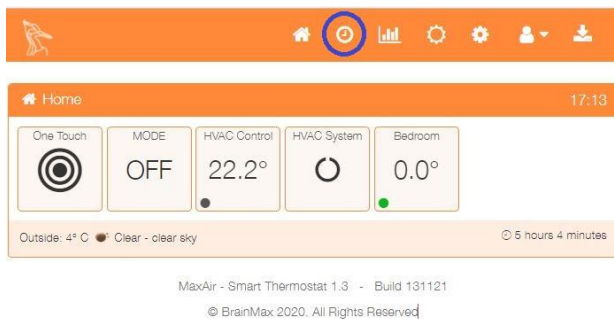 Home 17:13
One Touch MODE HVAC Control HVAC System Bedroom
OFF 22.2° 0.0°
Outside: 4° C Clear - clear sky 5 hours 4 minutes
MaxAir - Smart Thermostat 1.3 - Build 131121
© BrainMax 2020. All Rights Reserved